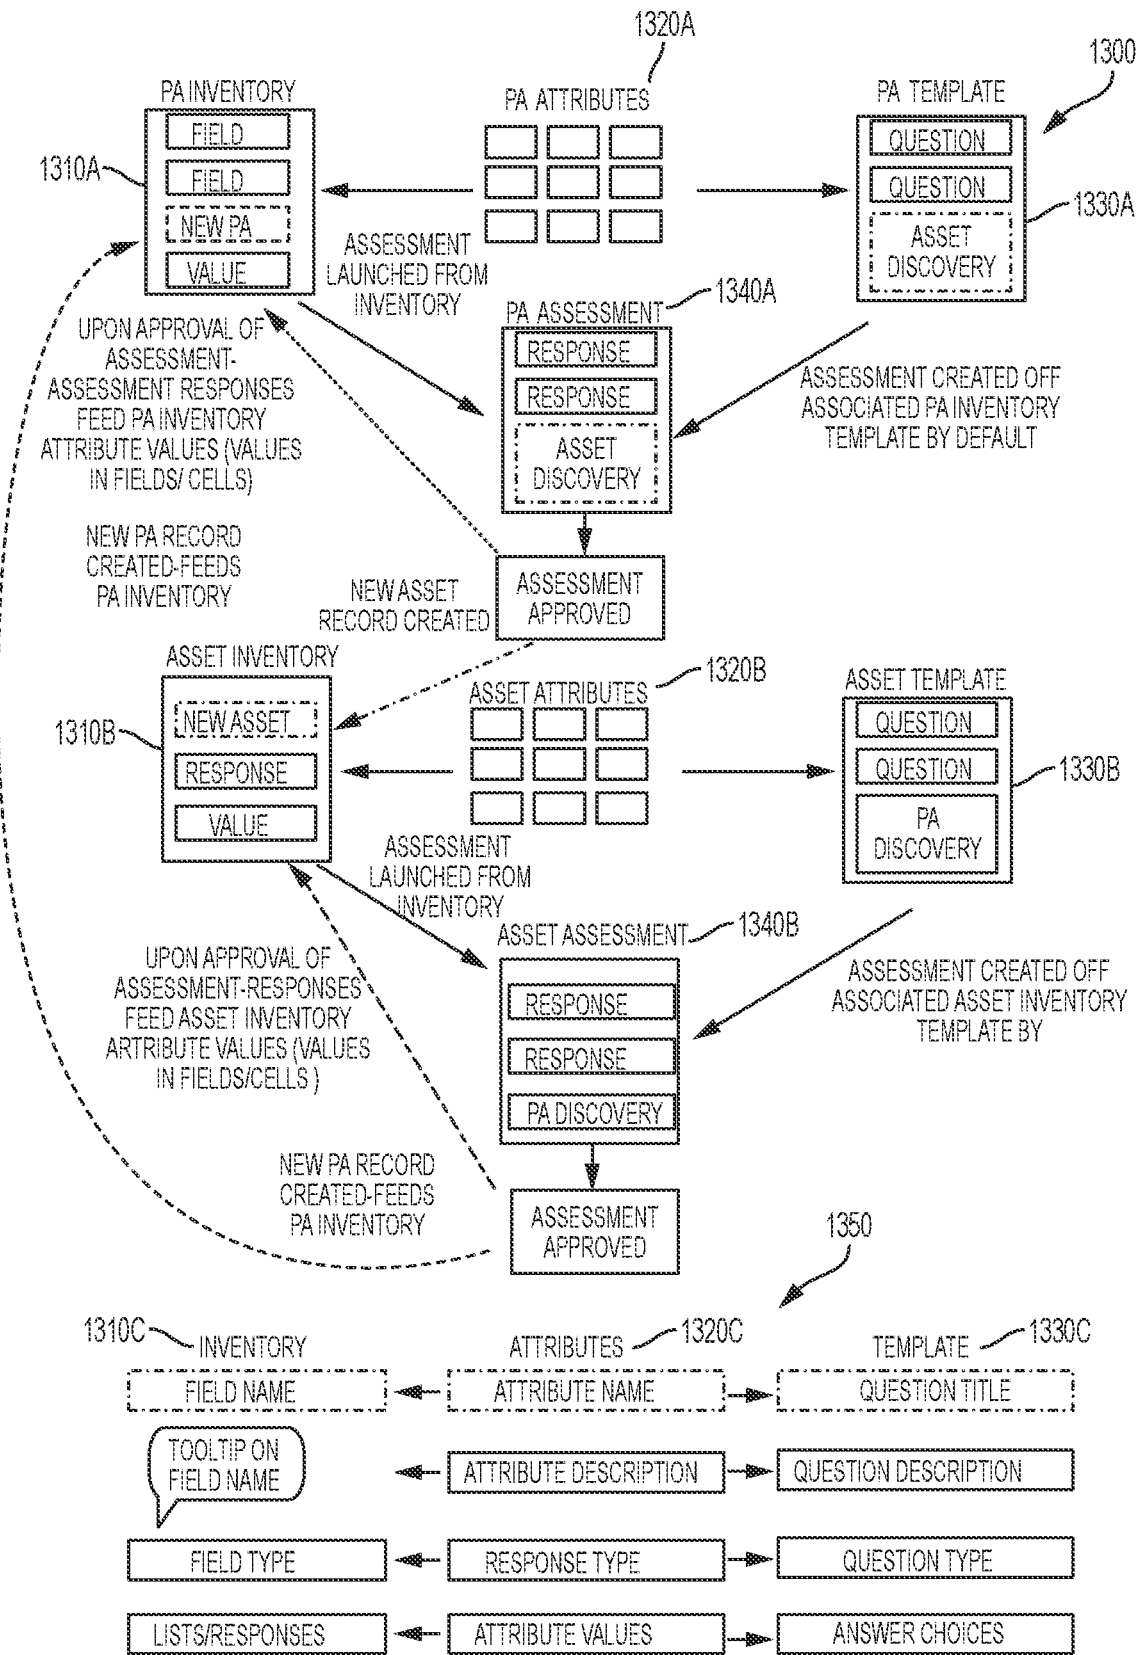 1320A
1300
PA INVENTORY
PA ATTRIBUTES
PA TEMPLATE
FIELD
FIELD
NEW PA
VALUE
1310A
QUESTION
QUESTION
ASSET
DISCOVERY
1330A
ASSESSMENT
LAUNCHED FROM
INVENTORY
1340A
PA ASSESSMENT
RESPONSE
RESPONSE
ASSET
DISCOVERY
UPON APPROVAL OF
ASSESSMENT-
ASSESSMENT RESPONSES
FEED PA INVENTORY
ATTRIBUTE VALUES (VALUES
IN FIELDS/ CELLS)
ASSESSMENT CREATED OFF
ASSOCIATED PA INVENTORY
TEMPLATE BY DEFAULT
NEW PA RECORD
CREATED-FEEDS
PA INVENTORY
NEW ASSET
RECORD CREATED
ASSESSMENT
APPROVED
ASSET INVENTORY
1320B
ASSET ATTRIBUTES
ASSET TEMPLATE
1310B
NEW ASSET
RESPONSE
VALUE
QUESTION
QUESTION
PA
DISCOVERY
1330B
ASSESSMENT
LAUNCHED FROM
INVENTORY
1340B
ASSET ASSESSMENT
RESPONSE
RESPONSE
PA DISCOVERY
UPON APPROVAL OF
ASSESSMENT-RESPONSES
FEED ASSET INVENTORY
ARTRIBUTE VALUES (VALUES
IN FIELDS/CELLS )
ASSESSMENT CREATED OFF
ASSOCIATED ASSET INVENTORY
TEMPLATE BY
NEW PA RECORD
CREATED-FEEDS
PA INVENTORY
ASSESSMENT
APPROVED
1350
1310C
INVENTORY
ATTRIBUTES
1320C
TEMPLATE
1330C
FIELD NAME
ATTRIBUTE NAME
QUESTION TITLE
TOOLTIP ON
FIELD NAME
ATTRIBUTE DESCRIPTION
QUESTION DESCRIPTION
FIELD TYPE
RESPONSE TYPE
QUESTION TYPE
LISTS/RESPONSES
ATTRIBUTE VALUES
ANSWER CHOICES